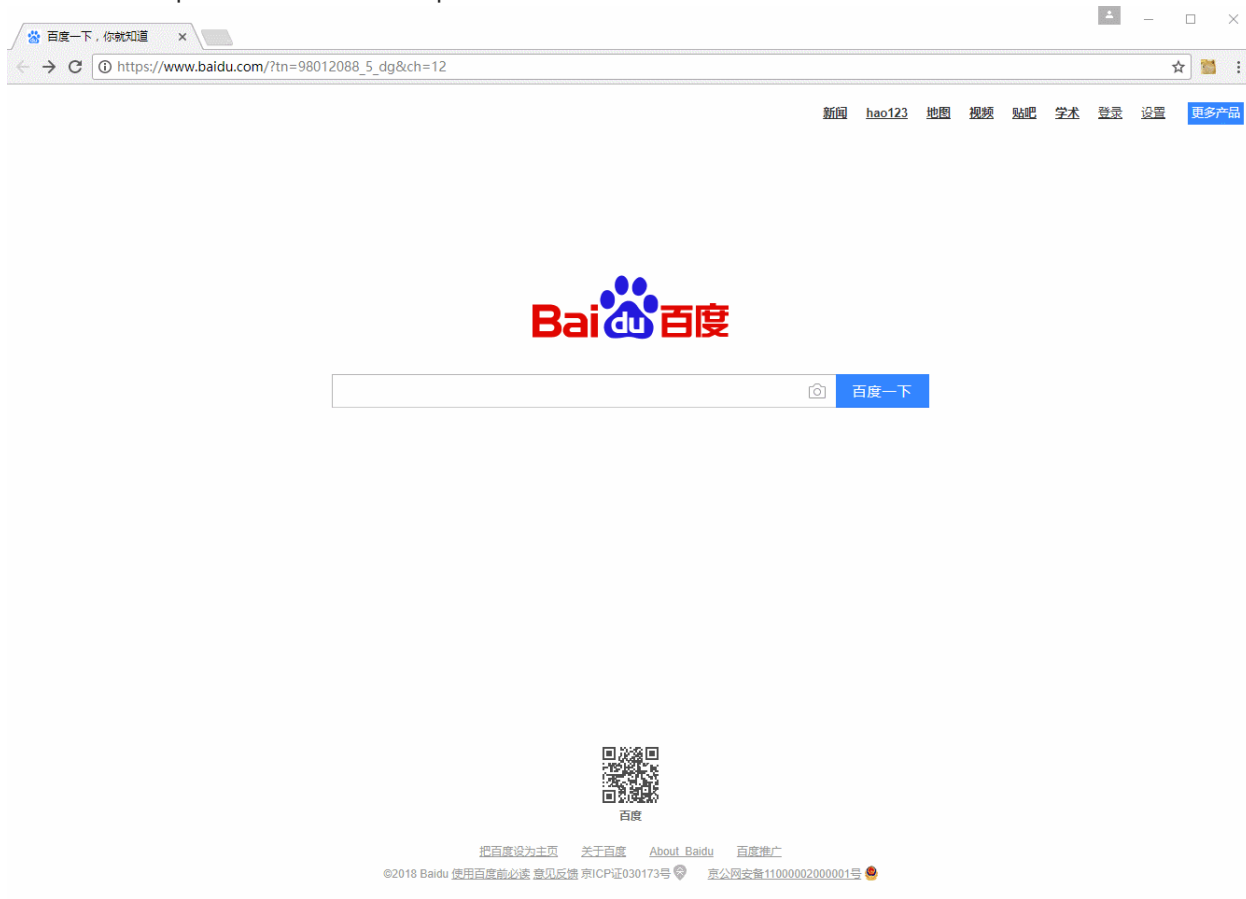 百度一下，你就知道
https://www.baidu.com/?tn=98012088_5_dg&ch=12
新闻 hao123 地图 视频 贴吧 学术 登录 设置 更多产品
Bai du 百度
百度一下
百度
把百度设为主页 关于百度 About Baidu 百度推广
©2018 Baidu 使用百度前必读 意见反馈 京ICP证030173号 京公网安备11000002000001号